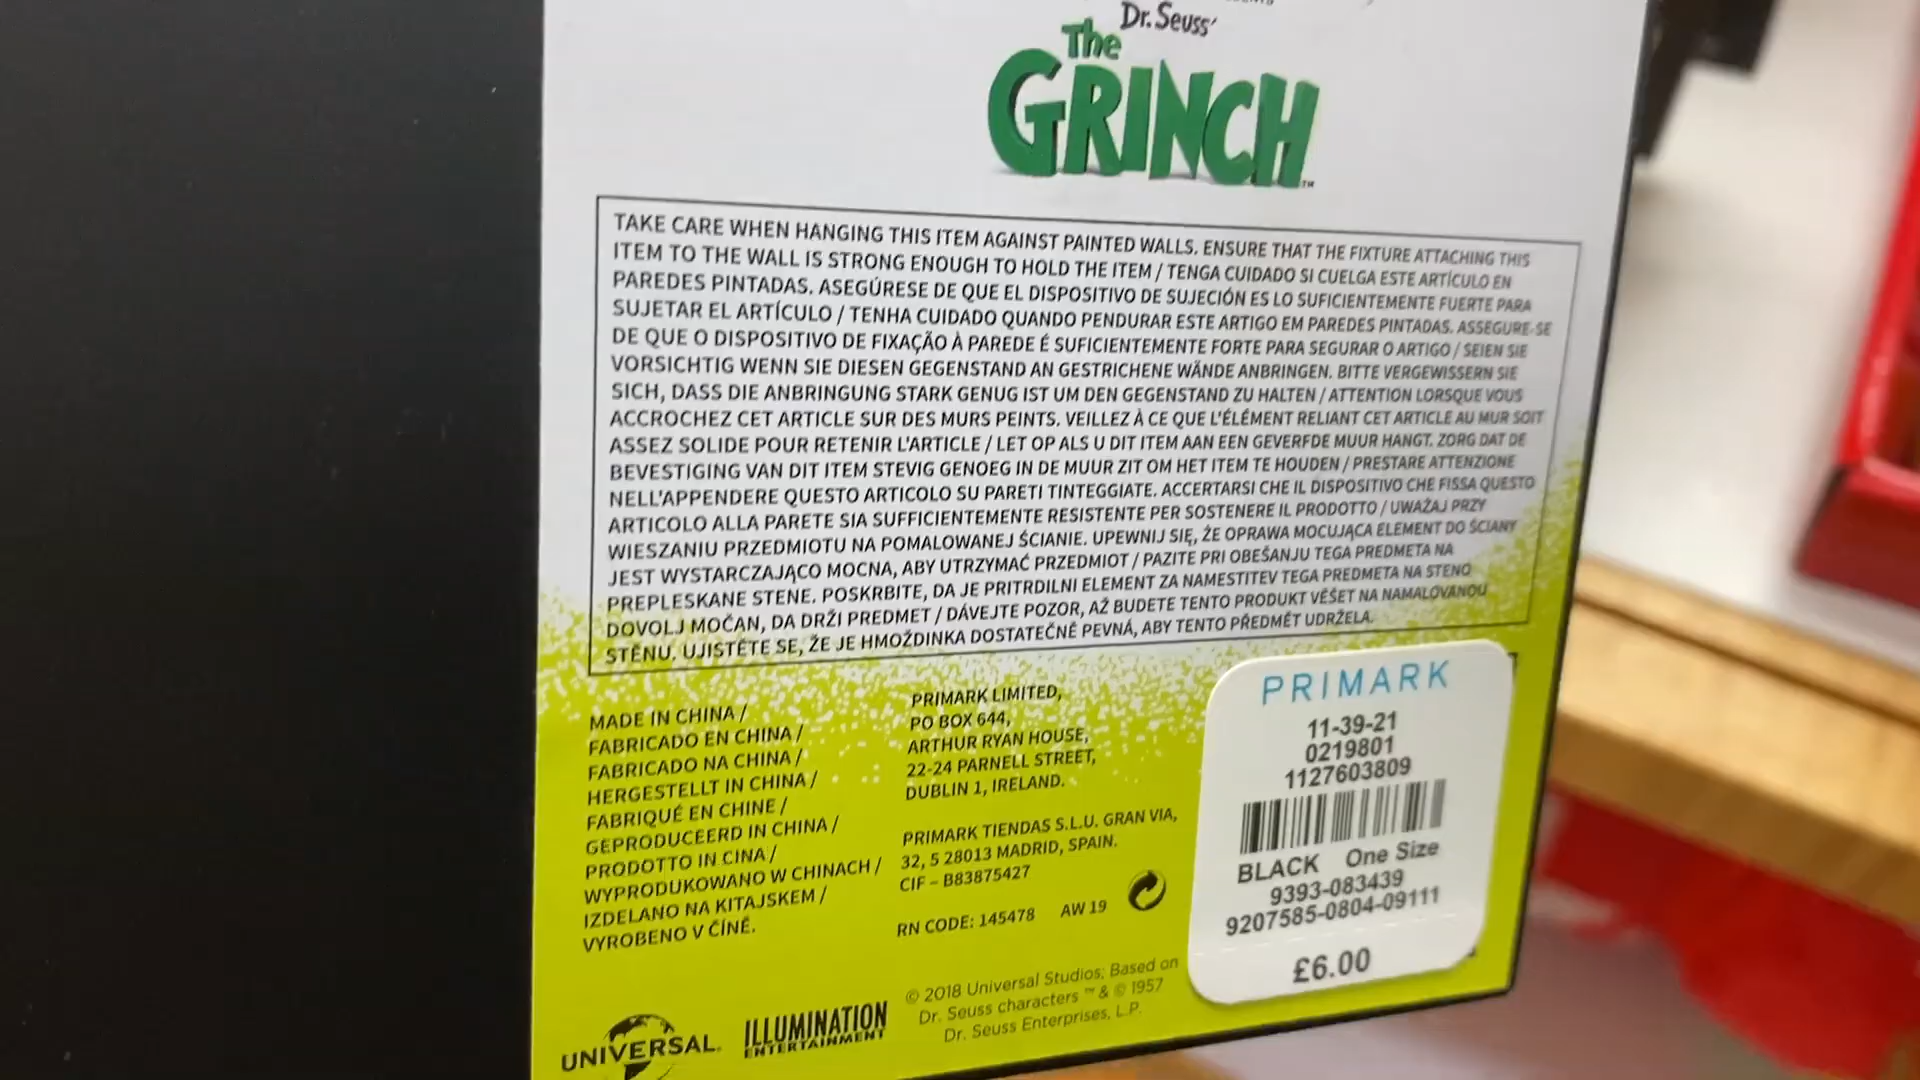 Dr. Seuss'
The
GRINCH
TM
TAKE CARE WHEN HANGING THIS ITEM AGAINST PAINTED WALLS. ENSURE THAT THE FIXTURE ATTACHING THIS
ITEM TO THE WALL IS STRONG ENOUGH TO HOLD THE ITEM / TENGA CUIDADO SI CUELGA ESTE ARTÍCULO EN
PAREDES PINTADAS. ASEGÚRESE DE QUE EL DISPOSITIVO DE SUJECIÓN ES LO SUFICIENTEMENTE FUERTE PARA
SUJETAR EL ARTÍCULO / TENHA CUIDADO QUANDO PENDURAR ESTE ARTIGO EM PAREDES PINTADAS. ASSEGURE-SE
DE QUE O DISPOSITIVO DE FIXAÇÃO À PAREDE É SUFICIENTEMENTE FORTE PARA SEGURAR O ARTIGO / SEIEN SIE
VORSICHTIG WENN SIE DIESEN GEGENSTAND AN GESTRICHENE WÄNDE ANBRINGEN. BITTE VERGEWISSERN SIE
SICH, DASS DIE ANBRINGUNG STARK GENUG IST UM DEN GEGENSTAND ZU HALTEN / ATTENTION LORSQUE VOUS
ACCROCHEZ CET ARTICLE SUR DES MURS PEINTS. VEILLEZ À CE QUE L'ÉLÉMENT RELIANT CET ARTICLE AU MUR SOIT
ASSEZ SOLIDE POUR RETENIR L'ARTICLE / LET OP ALS U DIT ITEM AAN EEN GEVERFDE MUUR HANGT. ZORG DAT DE
BEVESTIGING VAN DIT ITEM STEVIG GENOEG IN DE MUUR ZIT OM HET ITEM TE HOUDEN / PRESTARE ATTENZIONE
NELL'APPENDERE QUESTO ARTICOLO SU PARETI TINTEGGIATE. ACCERTARSI CHE IL DISPOSITIVO CHE FISSA QUESTO
ARTICOLO ALLA PARETE SIA SUFFICIENTEMENTE RESISTENTE PER SOSTENERE IL PRODOTTO / UWAŻAJ PRZY
WIESZANIU PRZEDMIOTU NA POMALOWANEJ ŚCIANIE. UPEWNIJ SIĘ, ŻE OPRAWA MOCUJĄCA ELEMENT DO ŚCIANY
JEST WYSTARCZAJĄCO MOCNA, ABY UTRZYMAĆ PRZEDMIOT / PAZITE PRI OBEŠANJU TEGA PREDMETA NA
PREPLESKANE STENE. POSKRBITE, DA JE PRITRDILNI ELEMENT ZA NAMESTITEV TEGA PREDMETA NA STENO
DOVOLJ MOČAN, DA DRŽI PREDMET / DÁVEJTE POZOR, AŽ BUDETE TENTO PRODUKT VĚŠET NA NAMALOVANOU
STĚNU. UJISTĚTE SE, ŽE JE HMOŽDINKA DOSTATEČNĚ PEVNÁ, ABY TENTO PŘEDMĚT UDRŽELA.
MADE IN CHINA /
FABRICADO EN CHINA /
FABRICADO NA CHINA /
HERGESTELLT IN CHINA /
FABRIQUÉ EN CHINE /
GEPRODUCEERD IN CHINA /
PRODOTTO IN CINA /
WYPRODUKOWANO W CHINACH /
IZDELANO NA KITAJSKEM /
VYROBENO V ČÍNĚ.
PRIMARK LIMITED,
PO BOX 644,
ARTHUR RYAN HOUSE,
22-24 PARNELL STREET,
DUBLIN 1, IRELAND.
PRIMARK TIENDAS S.L.U. GRAN VIA,
32, 5 28013 MADRID, SPAIN.
CIF – B83875427
RN CODE: 145478 AW 19
PRIMARK
11-39-21
0219801
1127603809
BLACK One Size
9393-083439
9207585-0804-09111
£6.00
UNIVERSAL
ILLUMINATION
ENTERTAINMENT
© 2018 Universal Studios; Based on
Dr. Seuss characters ™ & © 1957
Dr. Seuss Enterprises, L.P.